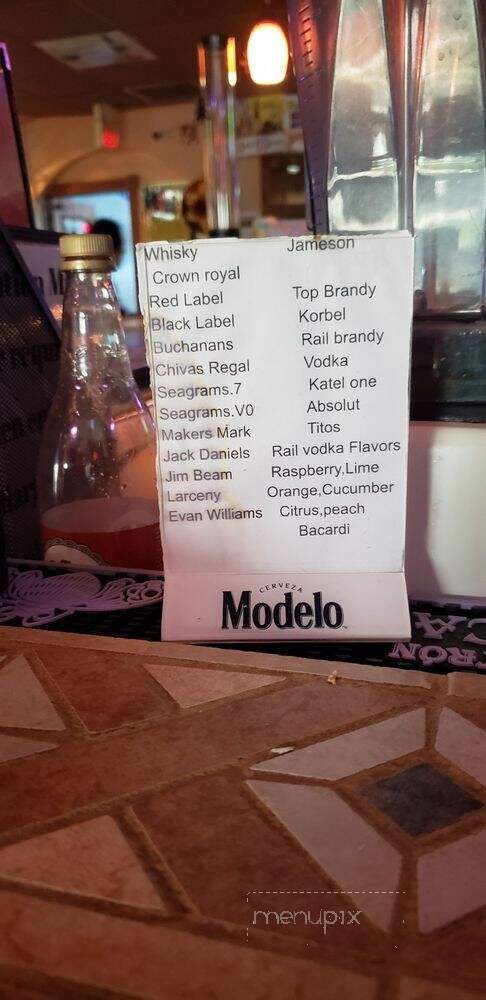 Whisky
Crown royal
Red Label
Black Label
Buchanans
Chivas Regal
Seagrams.7
Seagrams.V0
Makers Mark
Jack Daniels
Jim Beam
Larceny
Evan Williams
Jameson
Top Brandy
Korbel
Rail brandy
Vodka
Katel one
Absolut
Titos
Rail vodka Flavors
Raspberry,Lime
Orange,Cucumber
Citrus,peach
Bacardi
CERVEZA
Modelo
menupix